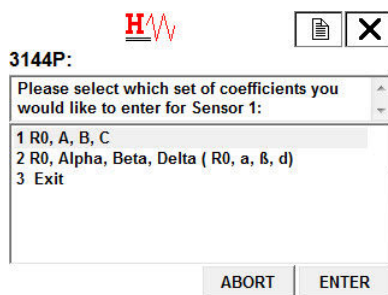 H
3144P:
Please select which set of coefficients you
would like to enter for Sensor 1:
1 R0, A, B, C
2 R0, Alpha, Beta, Delta ( R0, a, ß, d)
3 Exit
ABORT
ENTER